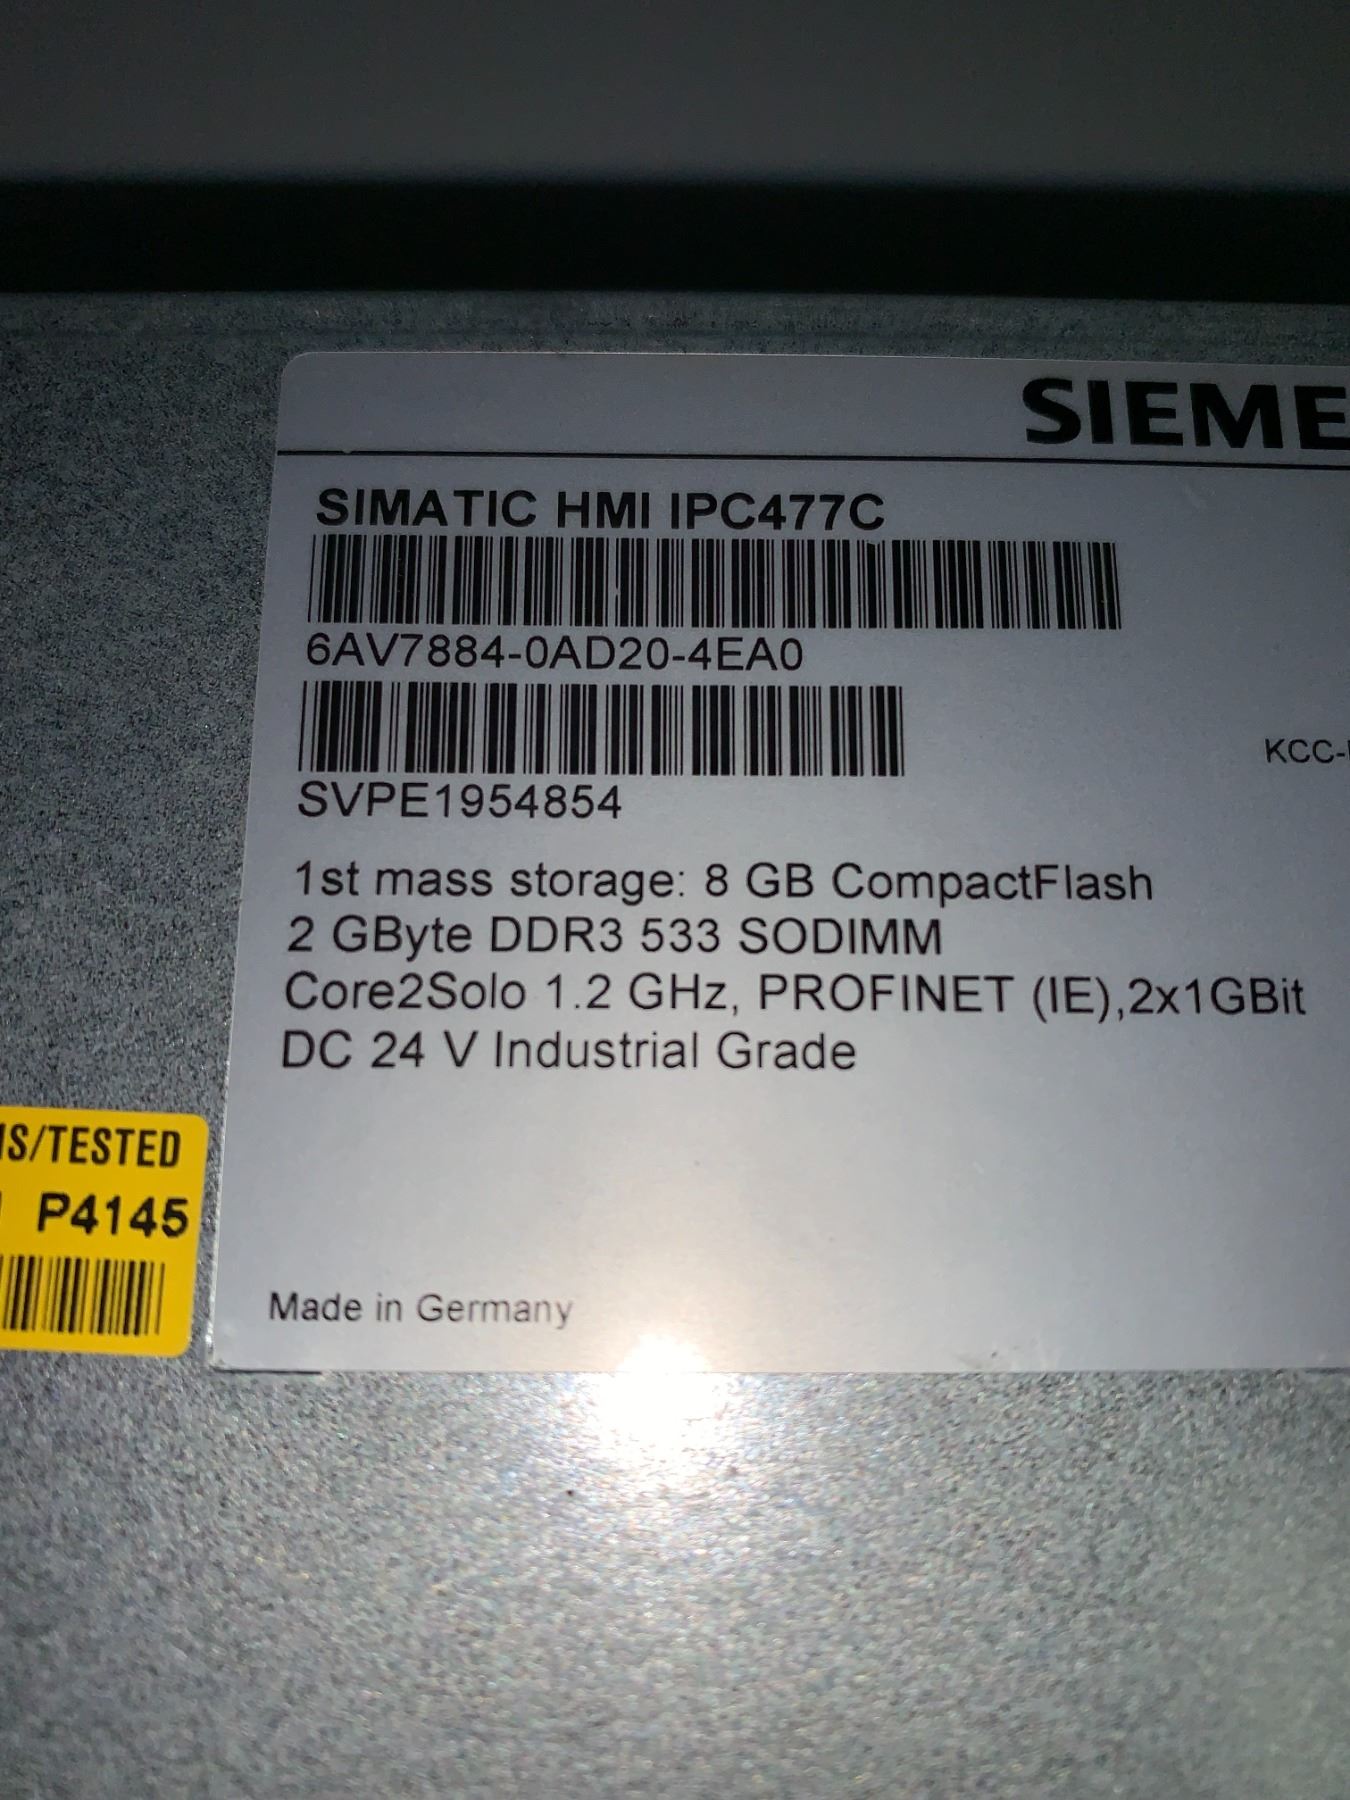 SIEME
SIMATIC HMI IPC477C
6AV7884-0AD20-4EA0
KCC-
SVPE1954854
1st mass storage: 8 GB CompactFlash
2 GByte DDR3 533 SODIMM
Core2Solo 1.2 GHz, PROFINET (IE),2x1GBit
DC 24 V Industrial Grade
IS/TESTED
P4145
Made in Germany